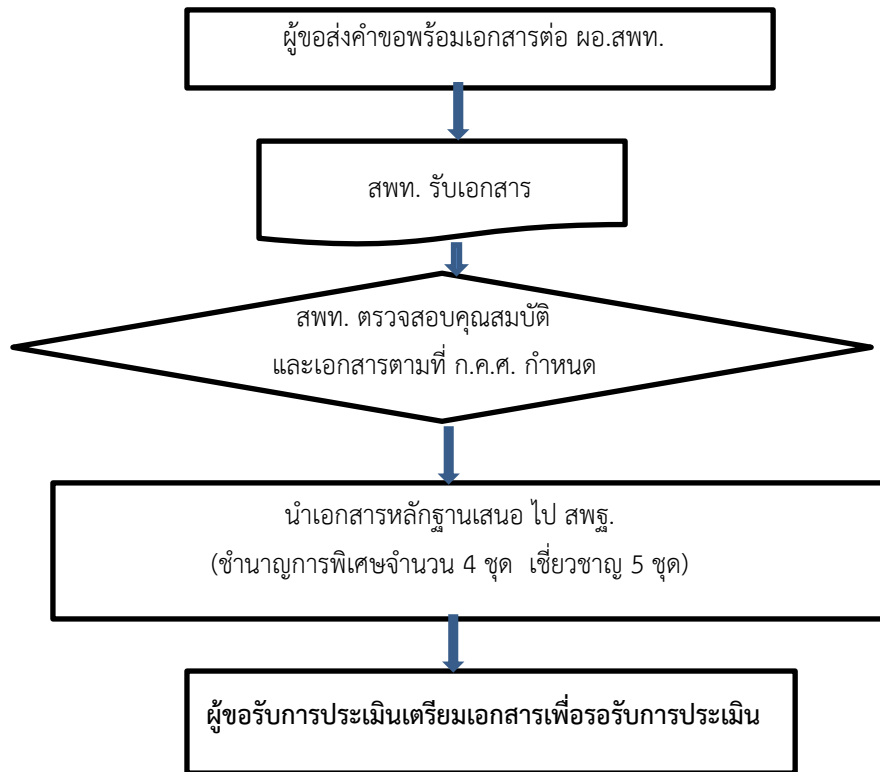 ผู้ขอส่งคำขอพร้อมเอกสารต่อ ผอ.สพท.
สพท. รับเอกสาร
สพท. ตรวจสอบคุณสมบัติ
และเอกสารตามที่ ก.ค.ศ. กำหนด
นำเอกสารหลักฐานเสนอ ไป สพฐ.
(ชำนาญการพิเศษจำนวน 4 ชุด เชี่ยวชาญ 5 ชุด)
ผู้ขอรับการประเมินเตรียมเอกสารเพื่อรอรับการประเมิน